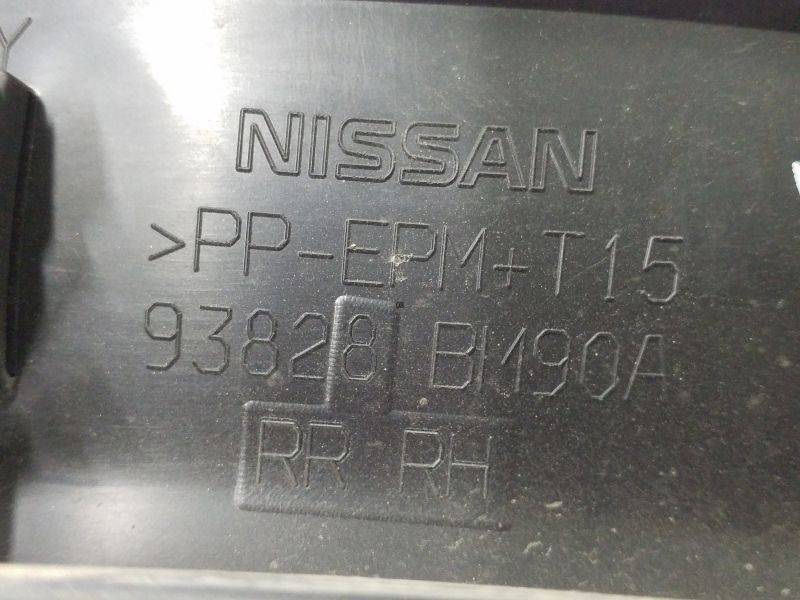 NISSAN
>PP-EPM+T15
93828 BM90A
RR RH